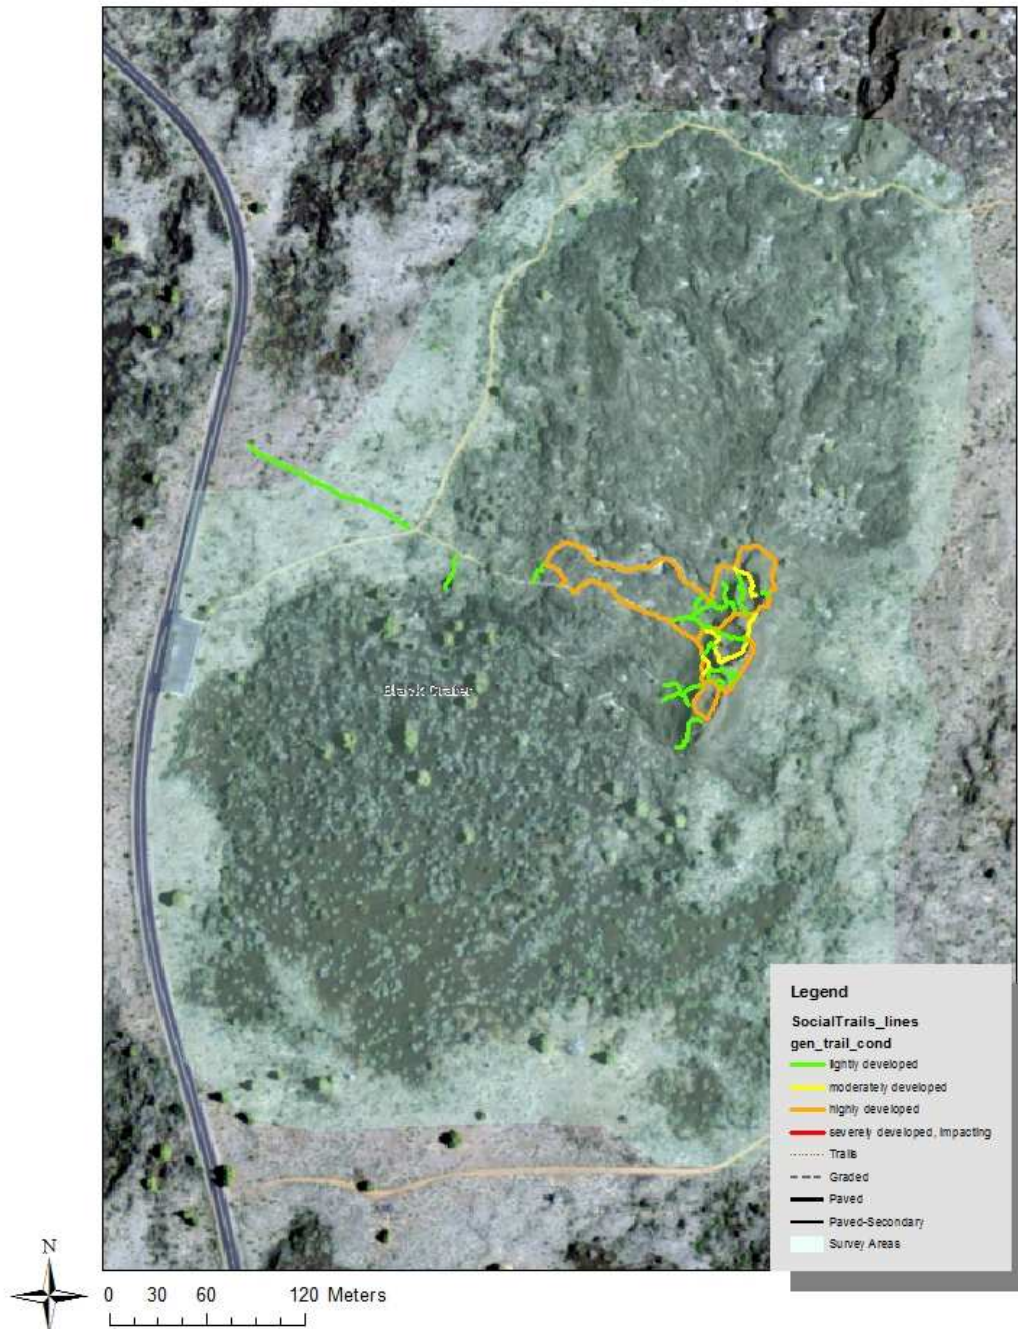 Black Crater
Legend
SocialTrails_lines
gen_trail_cond
lightly developed
moderately developed
highly developed
severely developed, impacting
Trails
Graded
Paved
Paved-Secondary
Survey Areas
N
0 30 60 120 Meters